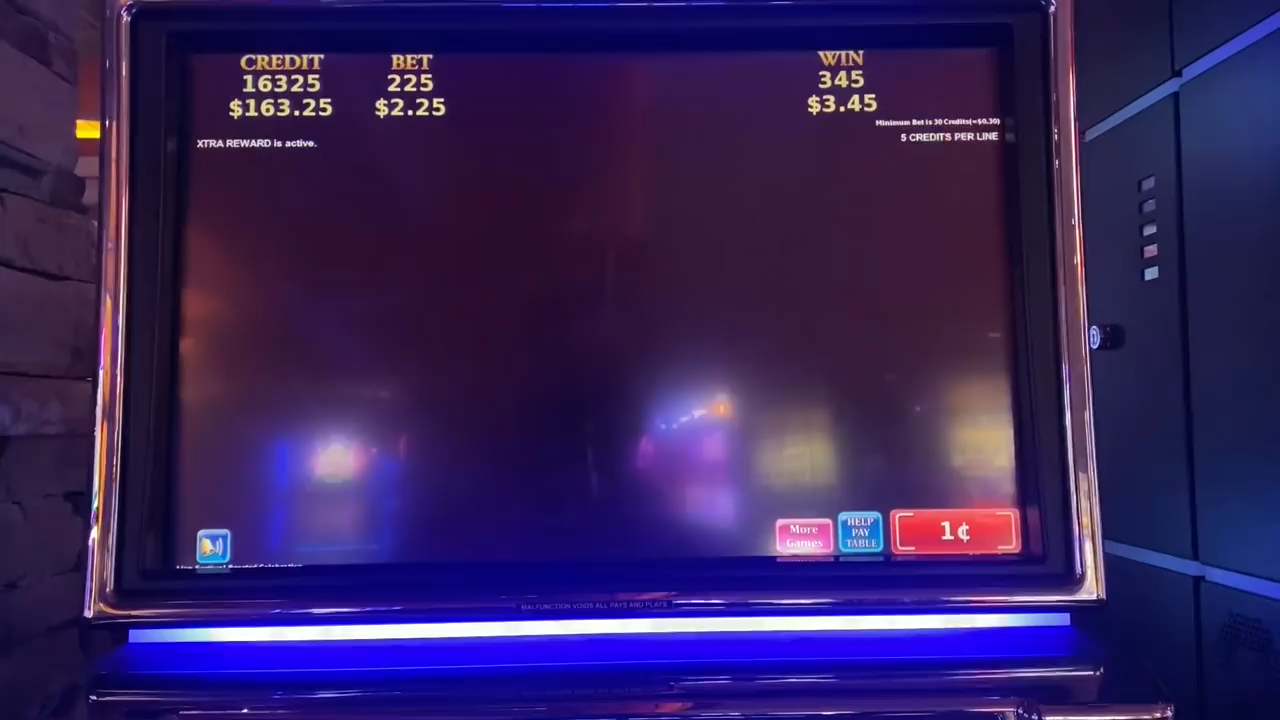 CREDIT BET WIN
16325 225 345
$163.25 $2.25 $3.45
Minimum Bet is 30 Credits(=$0.30)
XTRA REWARD is active.
5 CREDITS PER LINE
More
Games
HELP
PAY
TABLE
1¢
MALFUNCTION VOIDS ALL PAYS AND PLAYS